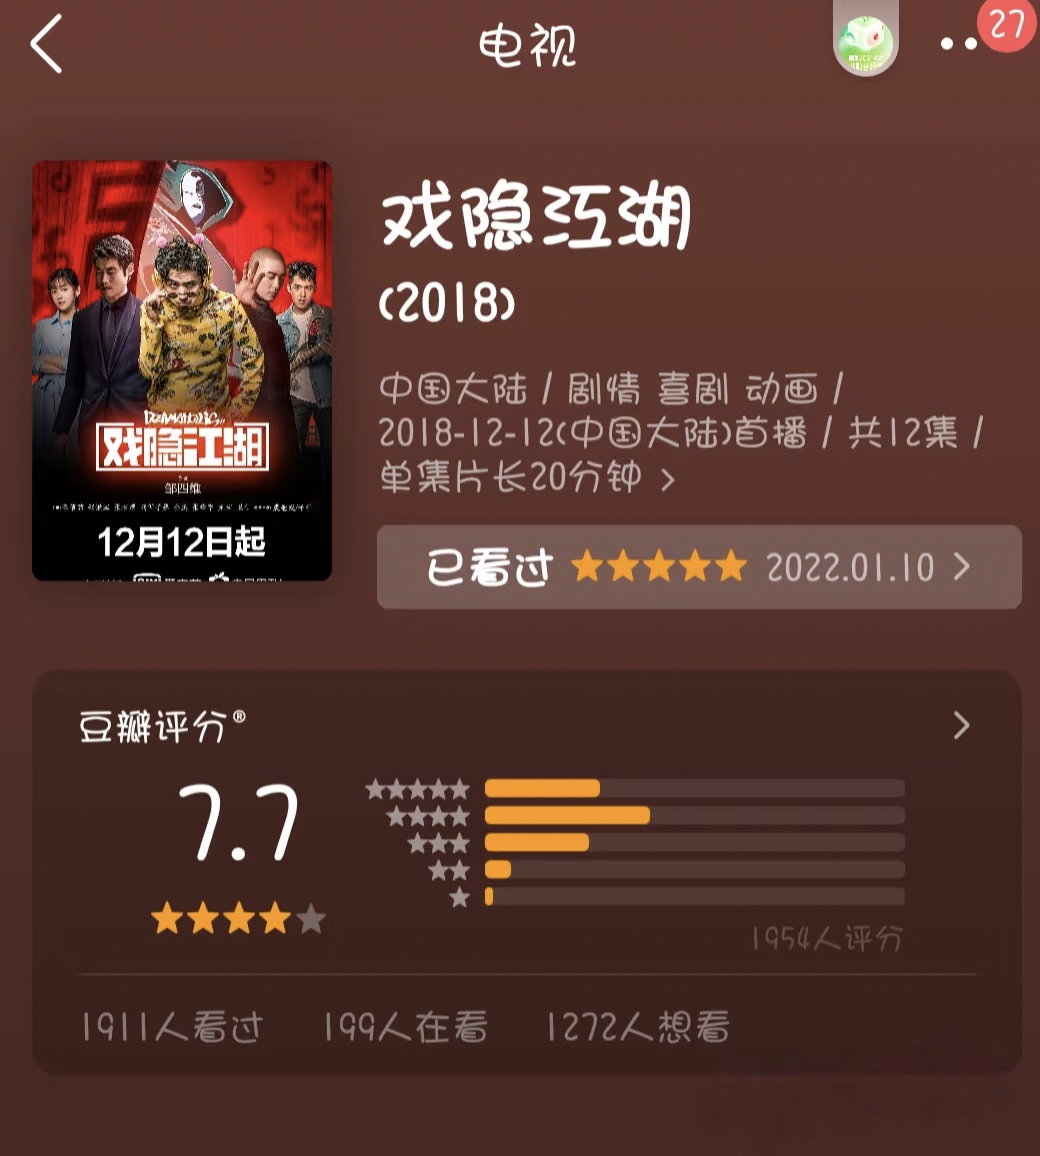 电视
27
戏隐江湖
(2018)
中国大陆 / 剧情 喜剧 动画 /
2018-12-12(中国大陆)首播 / 共12集 /
单集片长20分钟 >
戏隐江湖
邹四维
12月12日起
已看过 2022.01.10 >
豆瓣评分®
7.7
1954人评分
1911人看过 199人在看 1272人想看